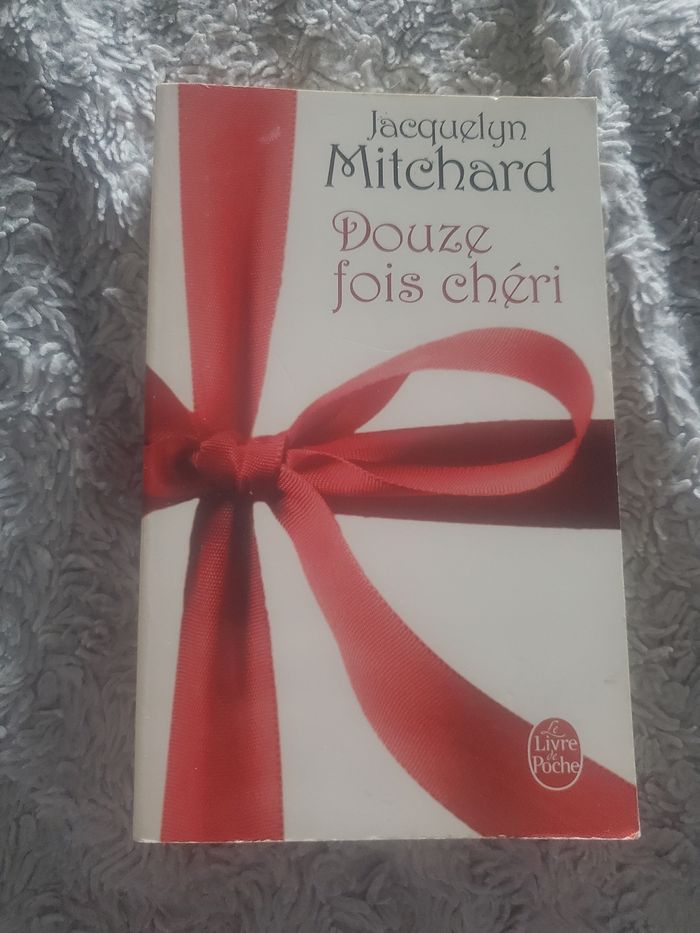 Jacquelyn
Mitchard
Douze
fois chéri
Le
Livre
de
Poche